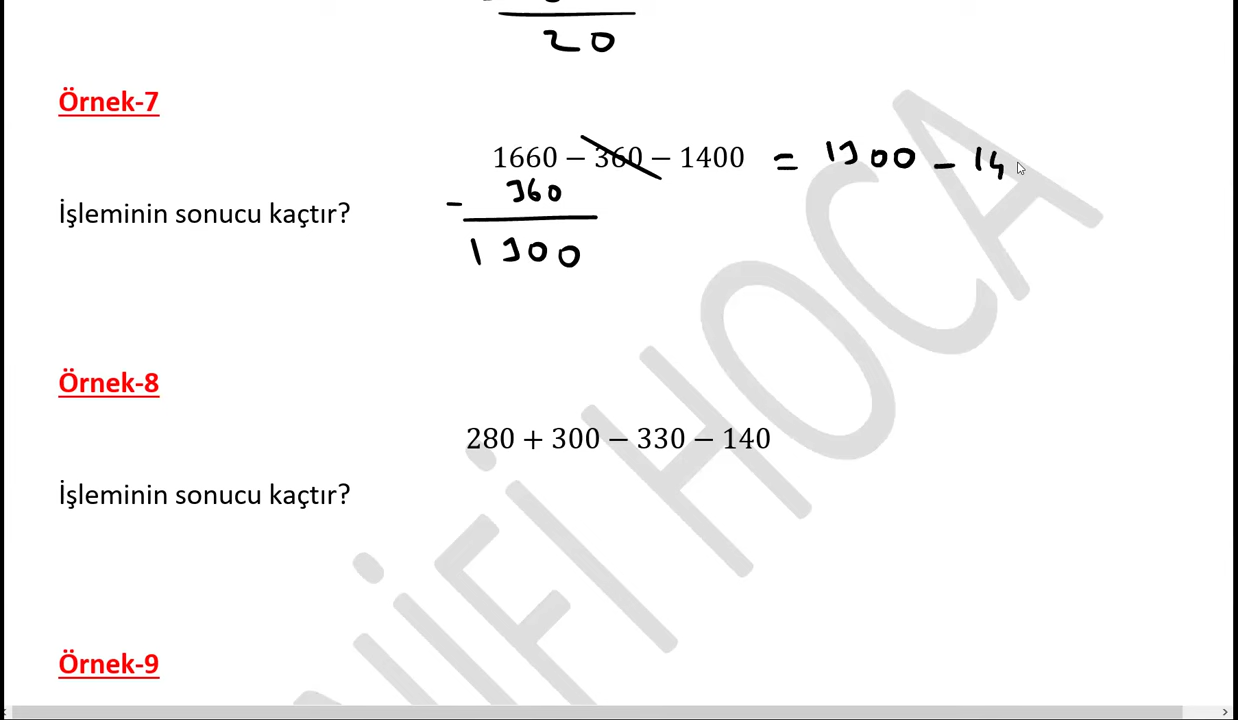 20
Örnek-7
1660 − 360 − 1400 = 1300 − 14
- 360
İşleminin sonucu kaçtır?
1300
Örnek-8
280 + 300 − 330 − 140
İşleminin sonucu kaçtır?
Örnek-9
HOCA